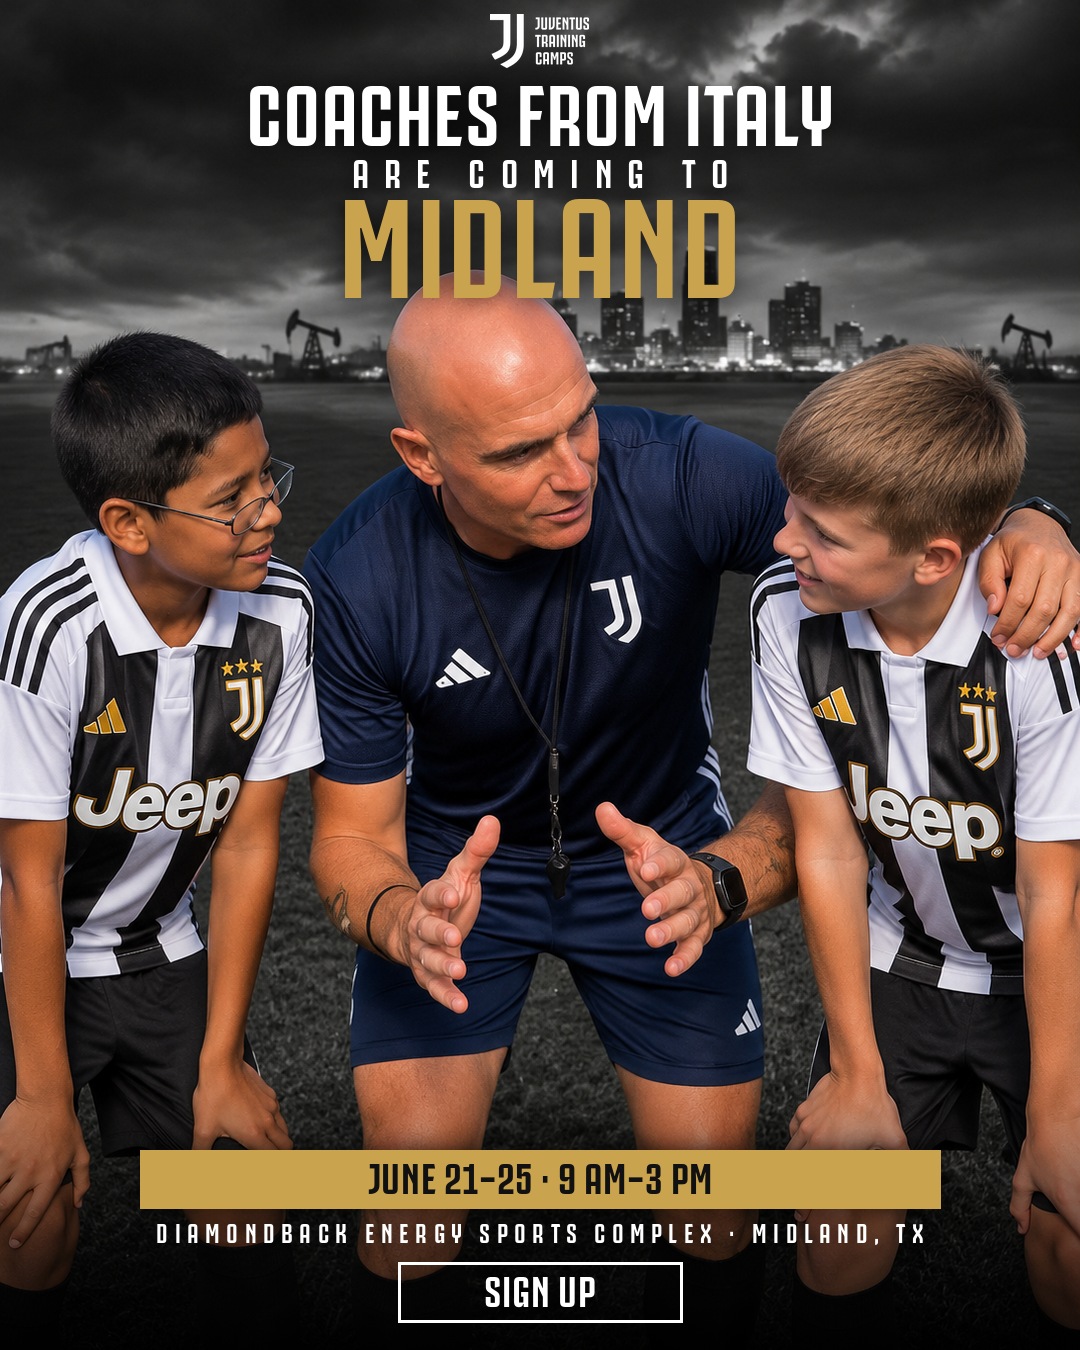 JUVENTUS
TRAINING
CAMPS
COACHES FROM ITALY
ARE COMING TO
MIDLAND
Jeep
Jeep®
JUNE 21–25 · 9 AM–3 PM
DIAMONDBACK ENERGY SPORTS COMPLEX · MIDLAND, TX
SIGN UP